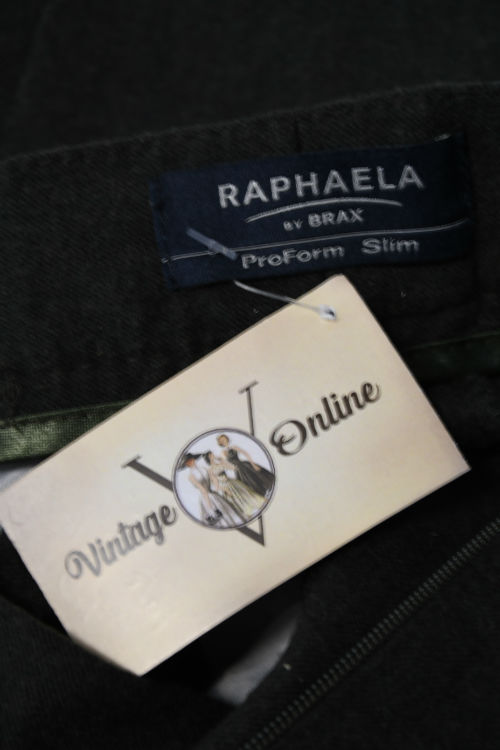 RAPHAELA
BY BRAX
ProForm Slim
V
Vintage Online